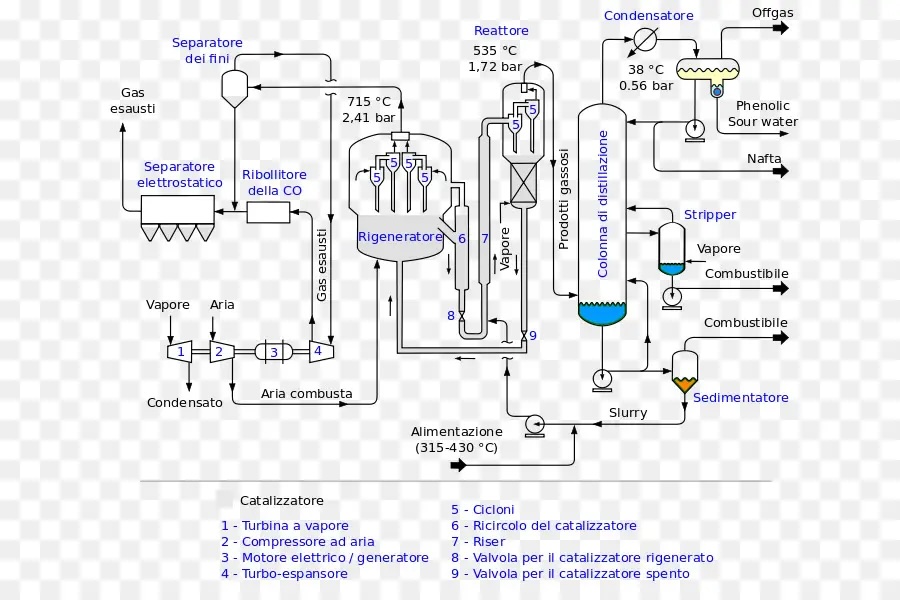 Offgas
Condensatore
Reattore
Separatore
dei fini
535 °C
1,72 bar
38 °C
0.56 bar
Gas
esausti
715 °C
2,41 bar
Phenolic
Sour water
5
5
Nafta
Separatore
elettrostatico
Ribollitore
della CO
5
5
5
5
Prodotti gassosi
Colonna di distillazione
Stripper
Rigeneratore
6
7
Vapore
Vapore
Gas esausti
Combustibile
Vapore
Aria
8
9
Combustibile
1
2
3
4
Condensato
Aria combusta
Sedimentatore
Slurry
Alimentazione
(315-430 °C)
Catalizzatore
1 - Turbina a vapore
2 - Compressore ad aria
3 - Motore elettrico / generatore
4 - Turbo-espansore
5 - Cicloni
6 - Ricircolo del catalizzatore
7 - Riser
8 - Valvola per il catalizzatore rigenerato
9 - Valvola per il catalizzatore spento